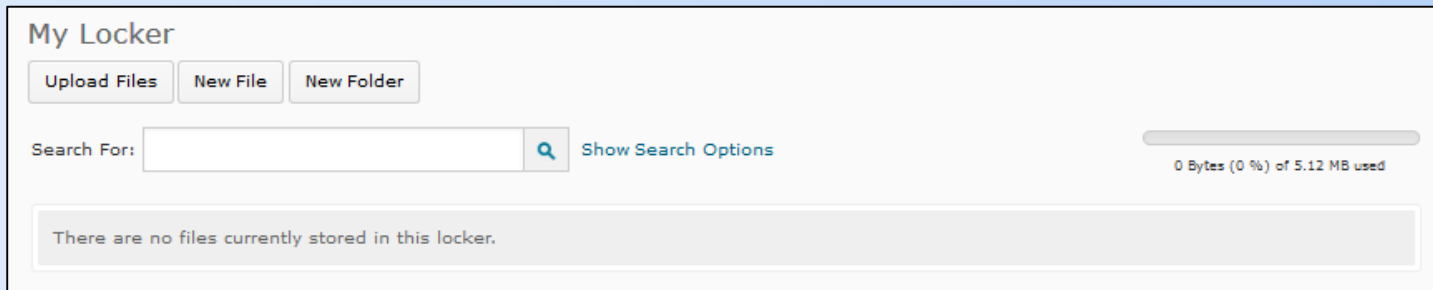 My Locker
Upload Files New File New Folder
Search For: Show Search Options
0 Bytes (0 %) of 5.12 MB used
There are no files currently stored in this locker.